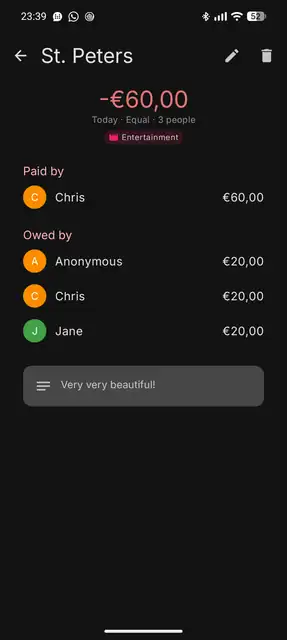 23:39
52
St. Peters
-€60,00
Today · Equal · 3 people
Entertainment
Paid by
C Chris €60,00
Owed by
A Anonymous €20,00
C Chris €20,00
J Jane €20,00
Very very beautiful!